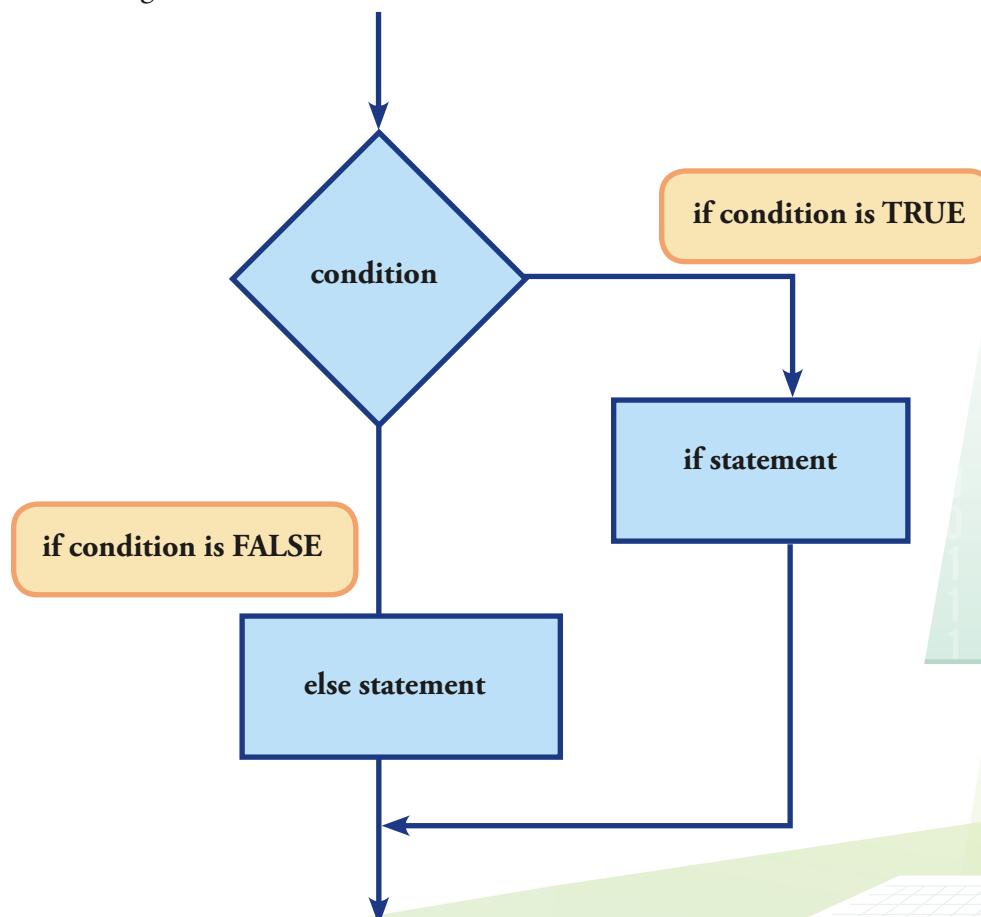 if condition is TRUE
condition
if statement
if condition is FALSE
else statement